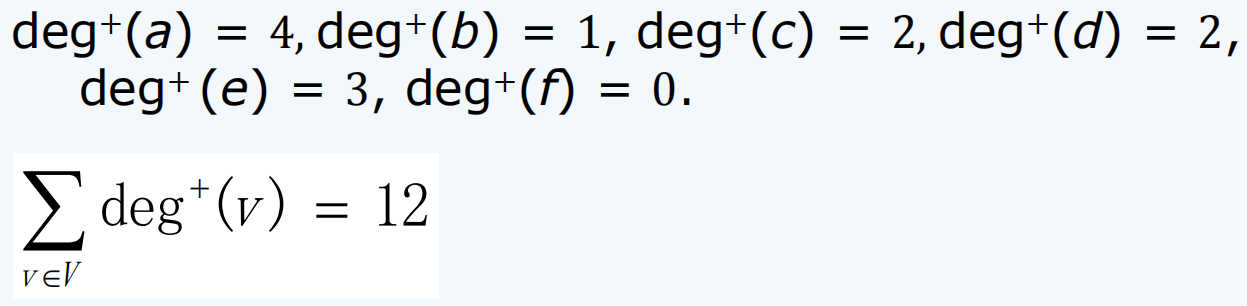 deg⁺(a) = 4, deg⁺(b) = 1, deg⁺(c) = 2, deg⁺(d) = 2,
deg⁺ (e) = 3, deg⁺(f) = 0.
∑ deg⁺(v) = 12
v∈V